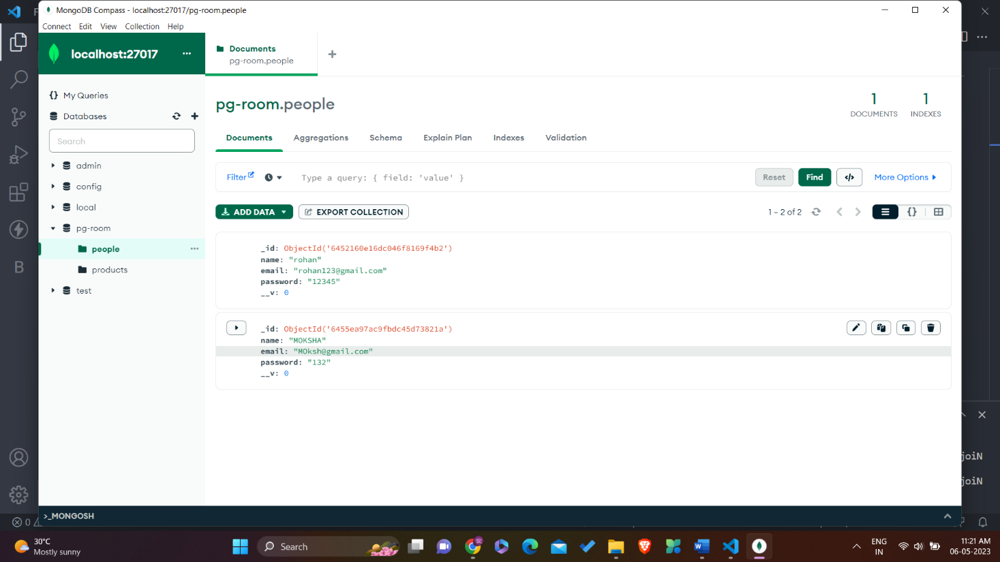 MongoDB Compass - localhost:27017/pg-room.people
Connect Edit View Collection Help
localhost:27017 ...
Documents
pg-room.people
{} My Queries
Databases
Search
admin
config
local
pg-room
people
products
test
pg-room.people
1
DOCUMENTS
1
INDEXES
Documents Aggregations Schema Explain Plan Indexes Validation
Filter Type a query: { field: 'value' } Reset Find </> More Options
ADD DATA EXPORT COLLECTION 1 – 2 of 2 {}
_id: ObjectId('6452160e16dc046f8169f4b2')
name: "rohan"
email: "rohan123@gmail.com"
password: "12345"
__v: 0
_id: ObjectId('6455ea97ac9fbdc45d73821a')
name: "MOKSHA"
email: "MOksh@gmail.com"
password: "132"
__v: 0
joiN
joiN
>_MONGOSH
0
30°C
Mostly sunny
Search
ENG
IN
11:21 AM
06-05-2023